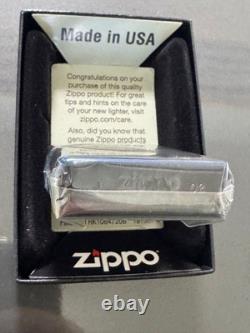 Made in USA
Congratulations on your
purchase of this quality
Zippo product! For great
tips and hints on the care
of your new lighter, visit
zippo.com/care.
Also, did you know that
genuine Zippo products
zippo